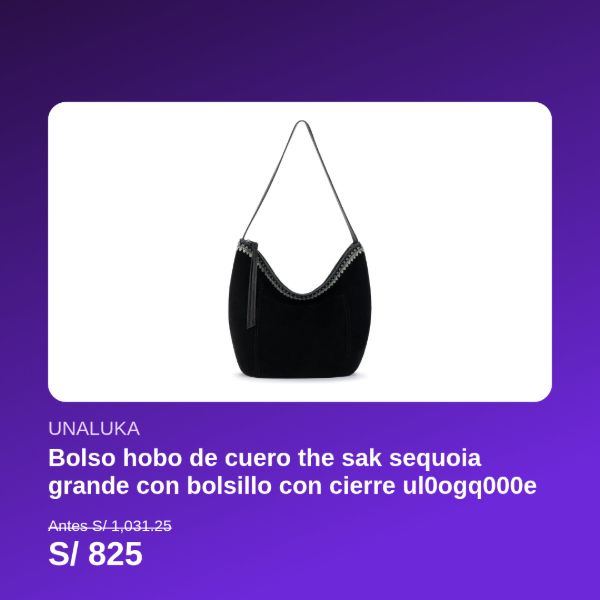 UNALUKA
Bolso hobo de cuero the sak sequoia
grande con bolsillo con cierre ul0ogq000e
Antes S/ 1,031.25
S/ 825